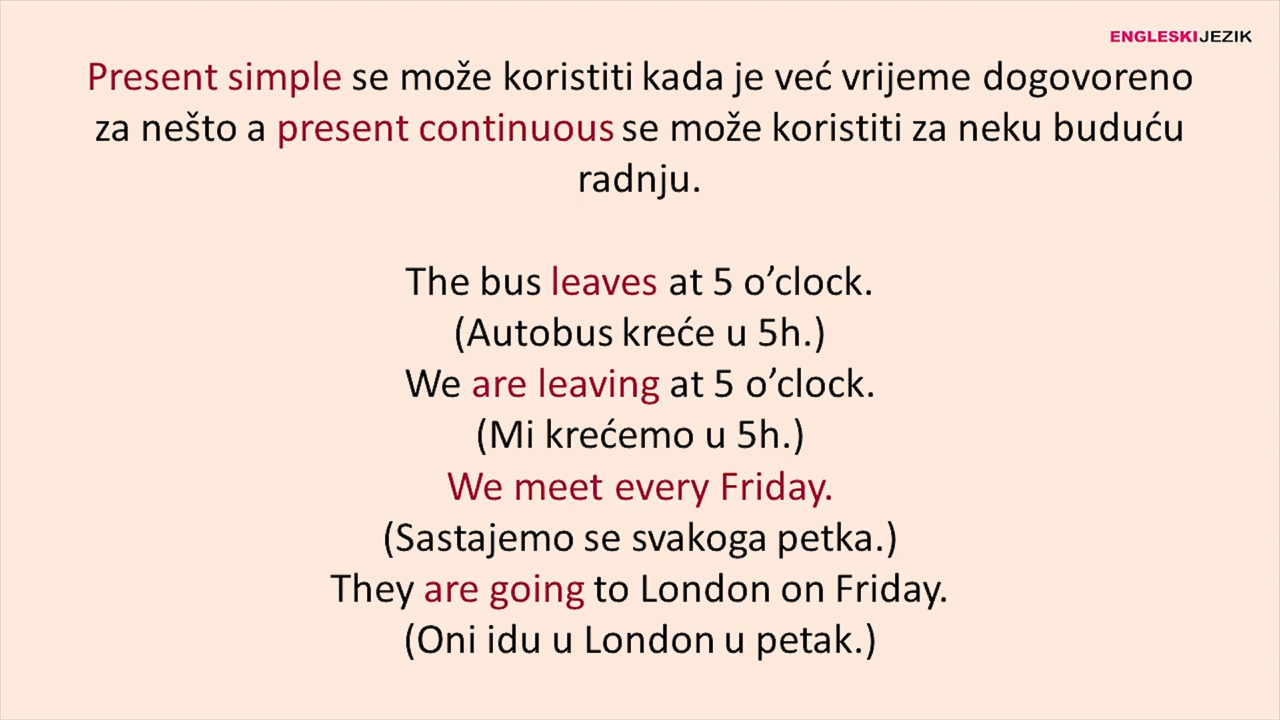 ENGLESKIJEZIK
Present simple se može koristiti kada je već vrijeme dogovoreno
za nešto a present continuous se može koristiti za neku buduću
radnju.
The bus leaves at 5 o’clock.
(Autobus kreće u 5h.)
We are leaving at 5 o’clock.
(Mi krećemo u 5h.)
We meet every Friday.
(Sastajemo se svakoga petka.)
They are going to London on Friday.
(Oni idu u London u petak.)